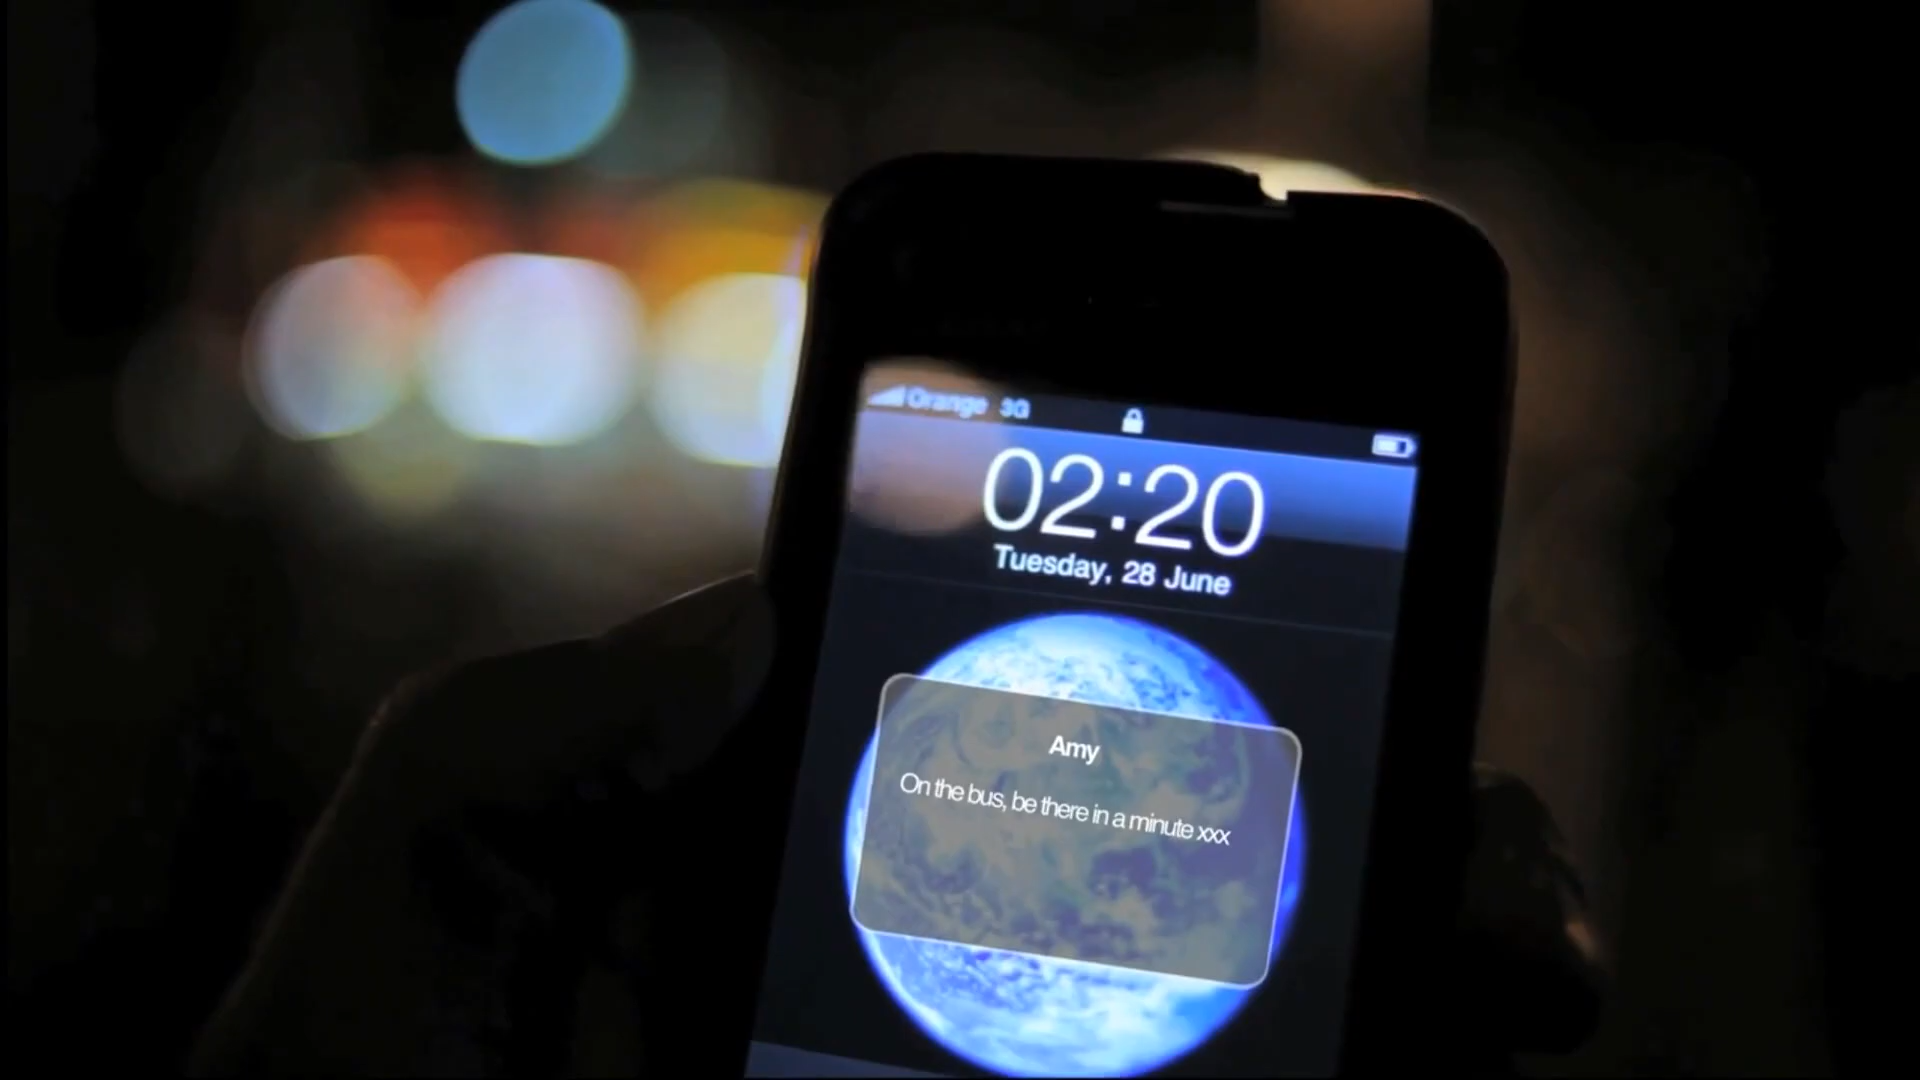 Orange 3G
02:20
Tuesday, 28 June
Amy
On the bus, be there in a minute xxx